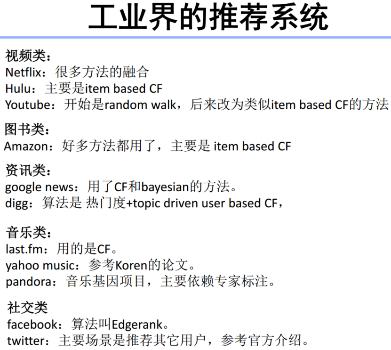 工业界的推荐系统
视频类：
Netflix：很多方法的融合
Hulu：主要是item based CF
Youtube：开始是random walk，后来改为类似item based CF的方法
图书类：
Amazon：好多方法都用了，主要是 item based CF
资讯类：
google news：用了CF和bayesian的方法。
digg：算法是 热门度+topic driven user based CF，
音乐类：
last.fm：用的是CF。
yahoo music：参考Koren的论文。
pandora：音乐基因项目，主要依赖专家标注。
社交类
facebook：算法叫Edgerank。
twitter：主要场景是推荐其它用户，参考官方介绍。